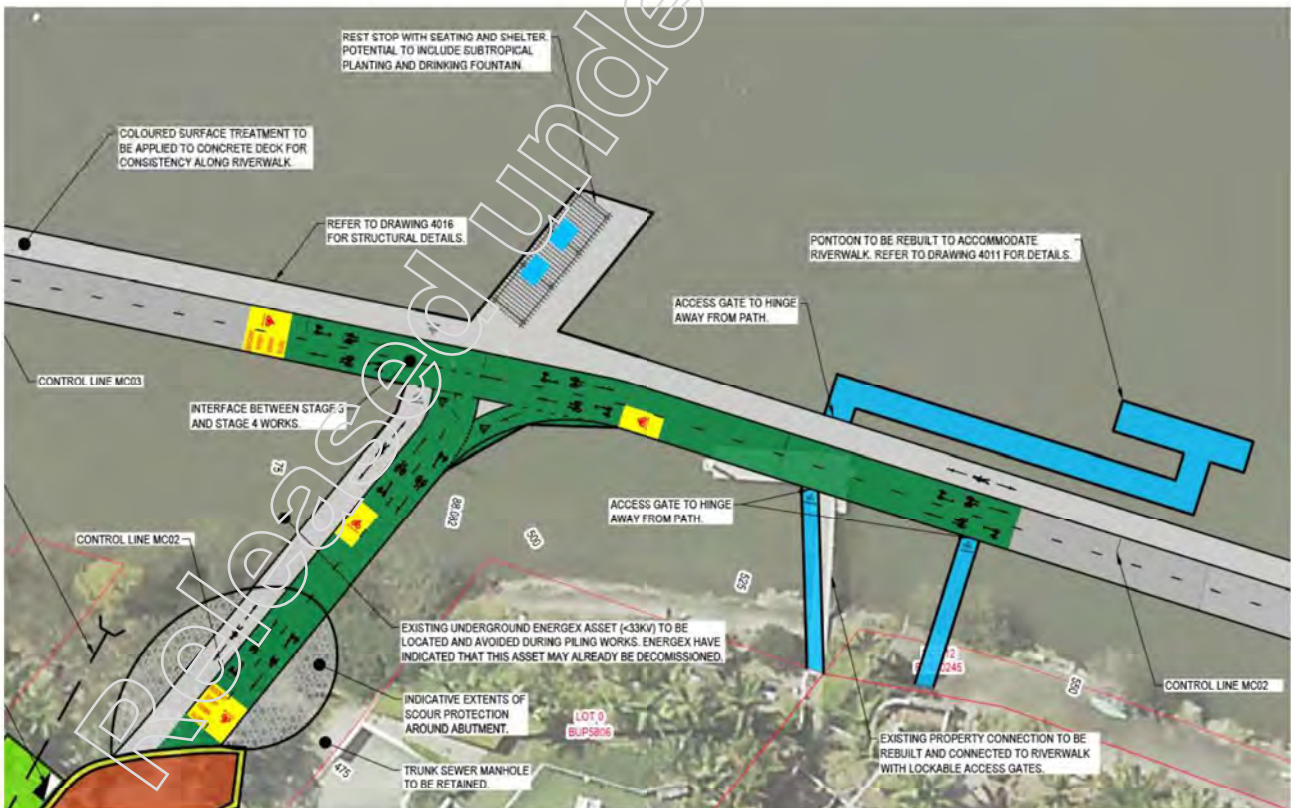 REST STOP WITH SEATING AND SHELTER.
POTENTIAL TO INCLUDE SUBTROPICAL
PLANTING AND DRINKING FOUNTAIN.
COLOURED SURFACE TREATMENT TO
BE APPLIED TO CONCRETE DECK FOR
CONSISTENCY ALONG RIVERWALK.
REFER TO DRAWING 4016
FOR STRUCTURAL DETAILS.
PONTOON TO BE REBUILT TO ACCOMMODATE
RIVERWALK. REFER TO DRAWING 4011 FOR DETAILS.
ACCESS GATE TO HINGE
AWAY FROM PATH.
CONTROL LINE MC03
INTERFACE BETWEEN STAGE 3
AND STAGE 4 WORKS.
75
88.082
500
525
ACCESS GATE TO HINGE
AWAY FROM PATH.
CONTROL LINE MC02
EXISTING UNDERGROUND ENERGEX ASSET (<33KV) TO BE
LOCATED AND AVOIDED DURING PILING WORKS. ENERGEX HAVE
INDICATED THAT THIS ASSET MAY ALREADY BE DECOMISSIONED.
550
CONTROL LINE MC02
INDICATIVE EXTENTS OF
SCOUR PROTECTION
AROUND ABUTMENT.
LOT 0
BUP5806
EXISTING PROPERTY CONNECTION TO BE
REBUILT AND CONNECTED TO RIVERWALK
WITH LOCKABLE ACCESS GATES.
475
TRUNK SEWER MANHOLE
TO BE RETAINED.
Released unde